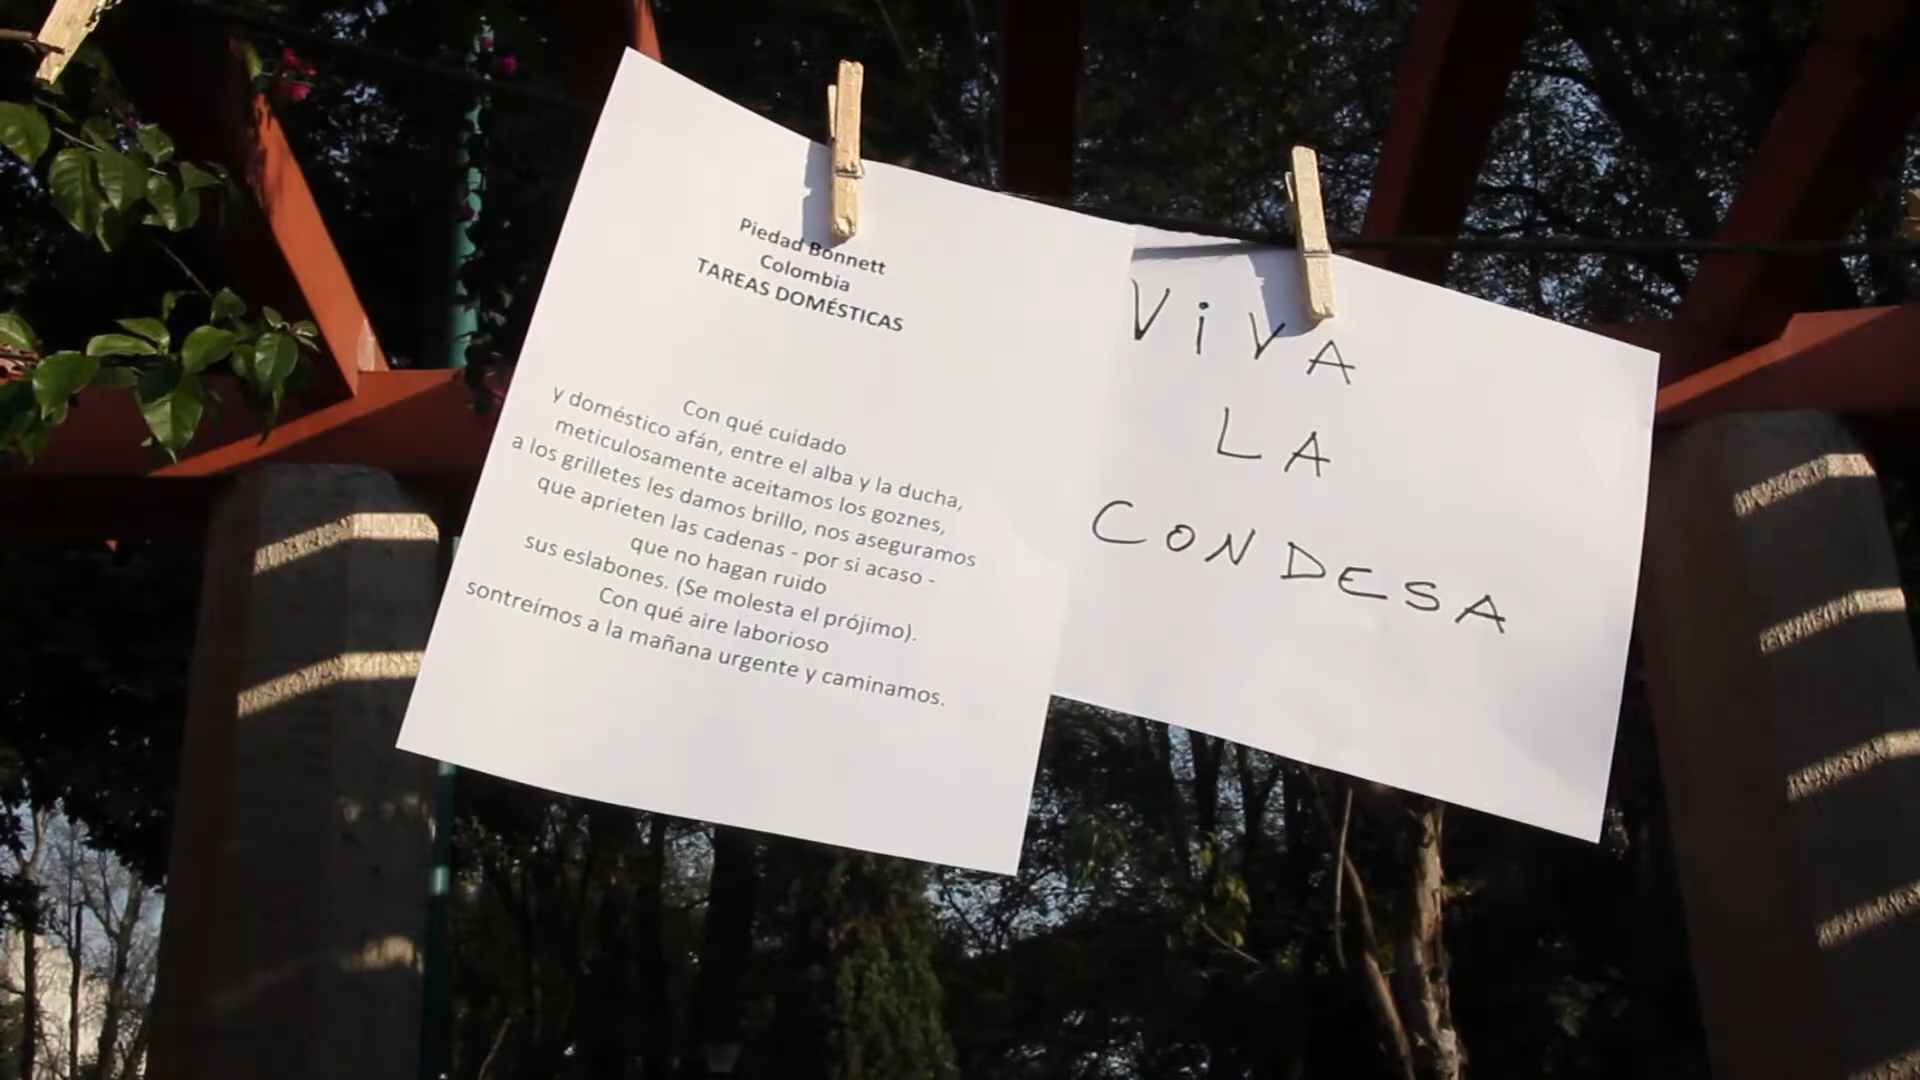 Piedad Bonnett
Colombia
TAREAS DOMÉSTICAS
Con qué cuidado
y doméstico afán, entre el alba y la ducha,
meticulosamente aceitamos los goznes,
a los grilletes les damos brillo, nos aseguramos
que aprieten las cadenas - por si acaso -
que no hagan ruido
sus eslabones. (Se molesta el prójimo).
Con qué aire laborioso
sontreímos a la mañana urgente y caminamos.
ViVA
LA
CONDESA